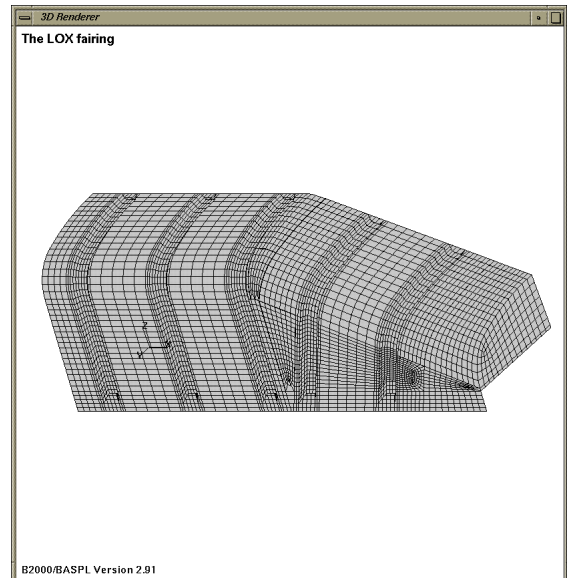 3D Renderer
The LOX fairing
Z
Y
X
B2000/BASPL Version 2.91